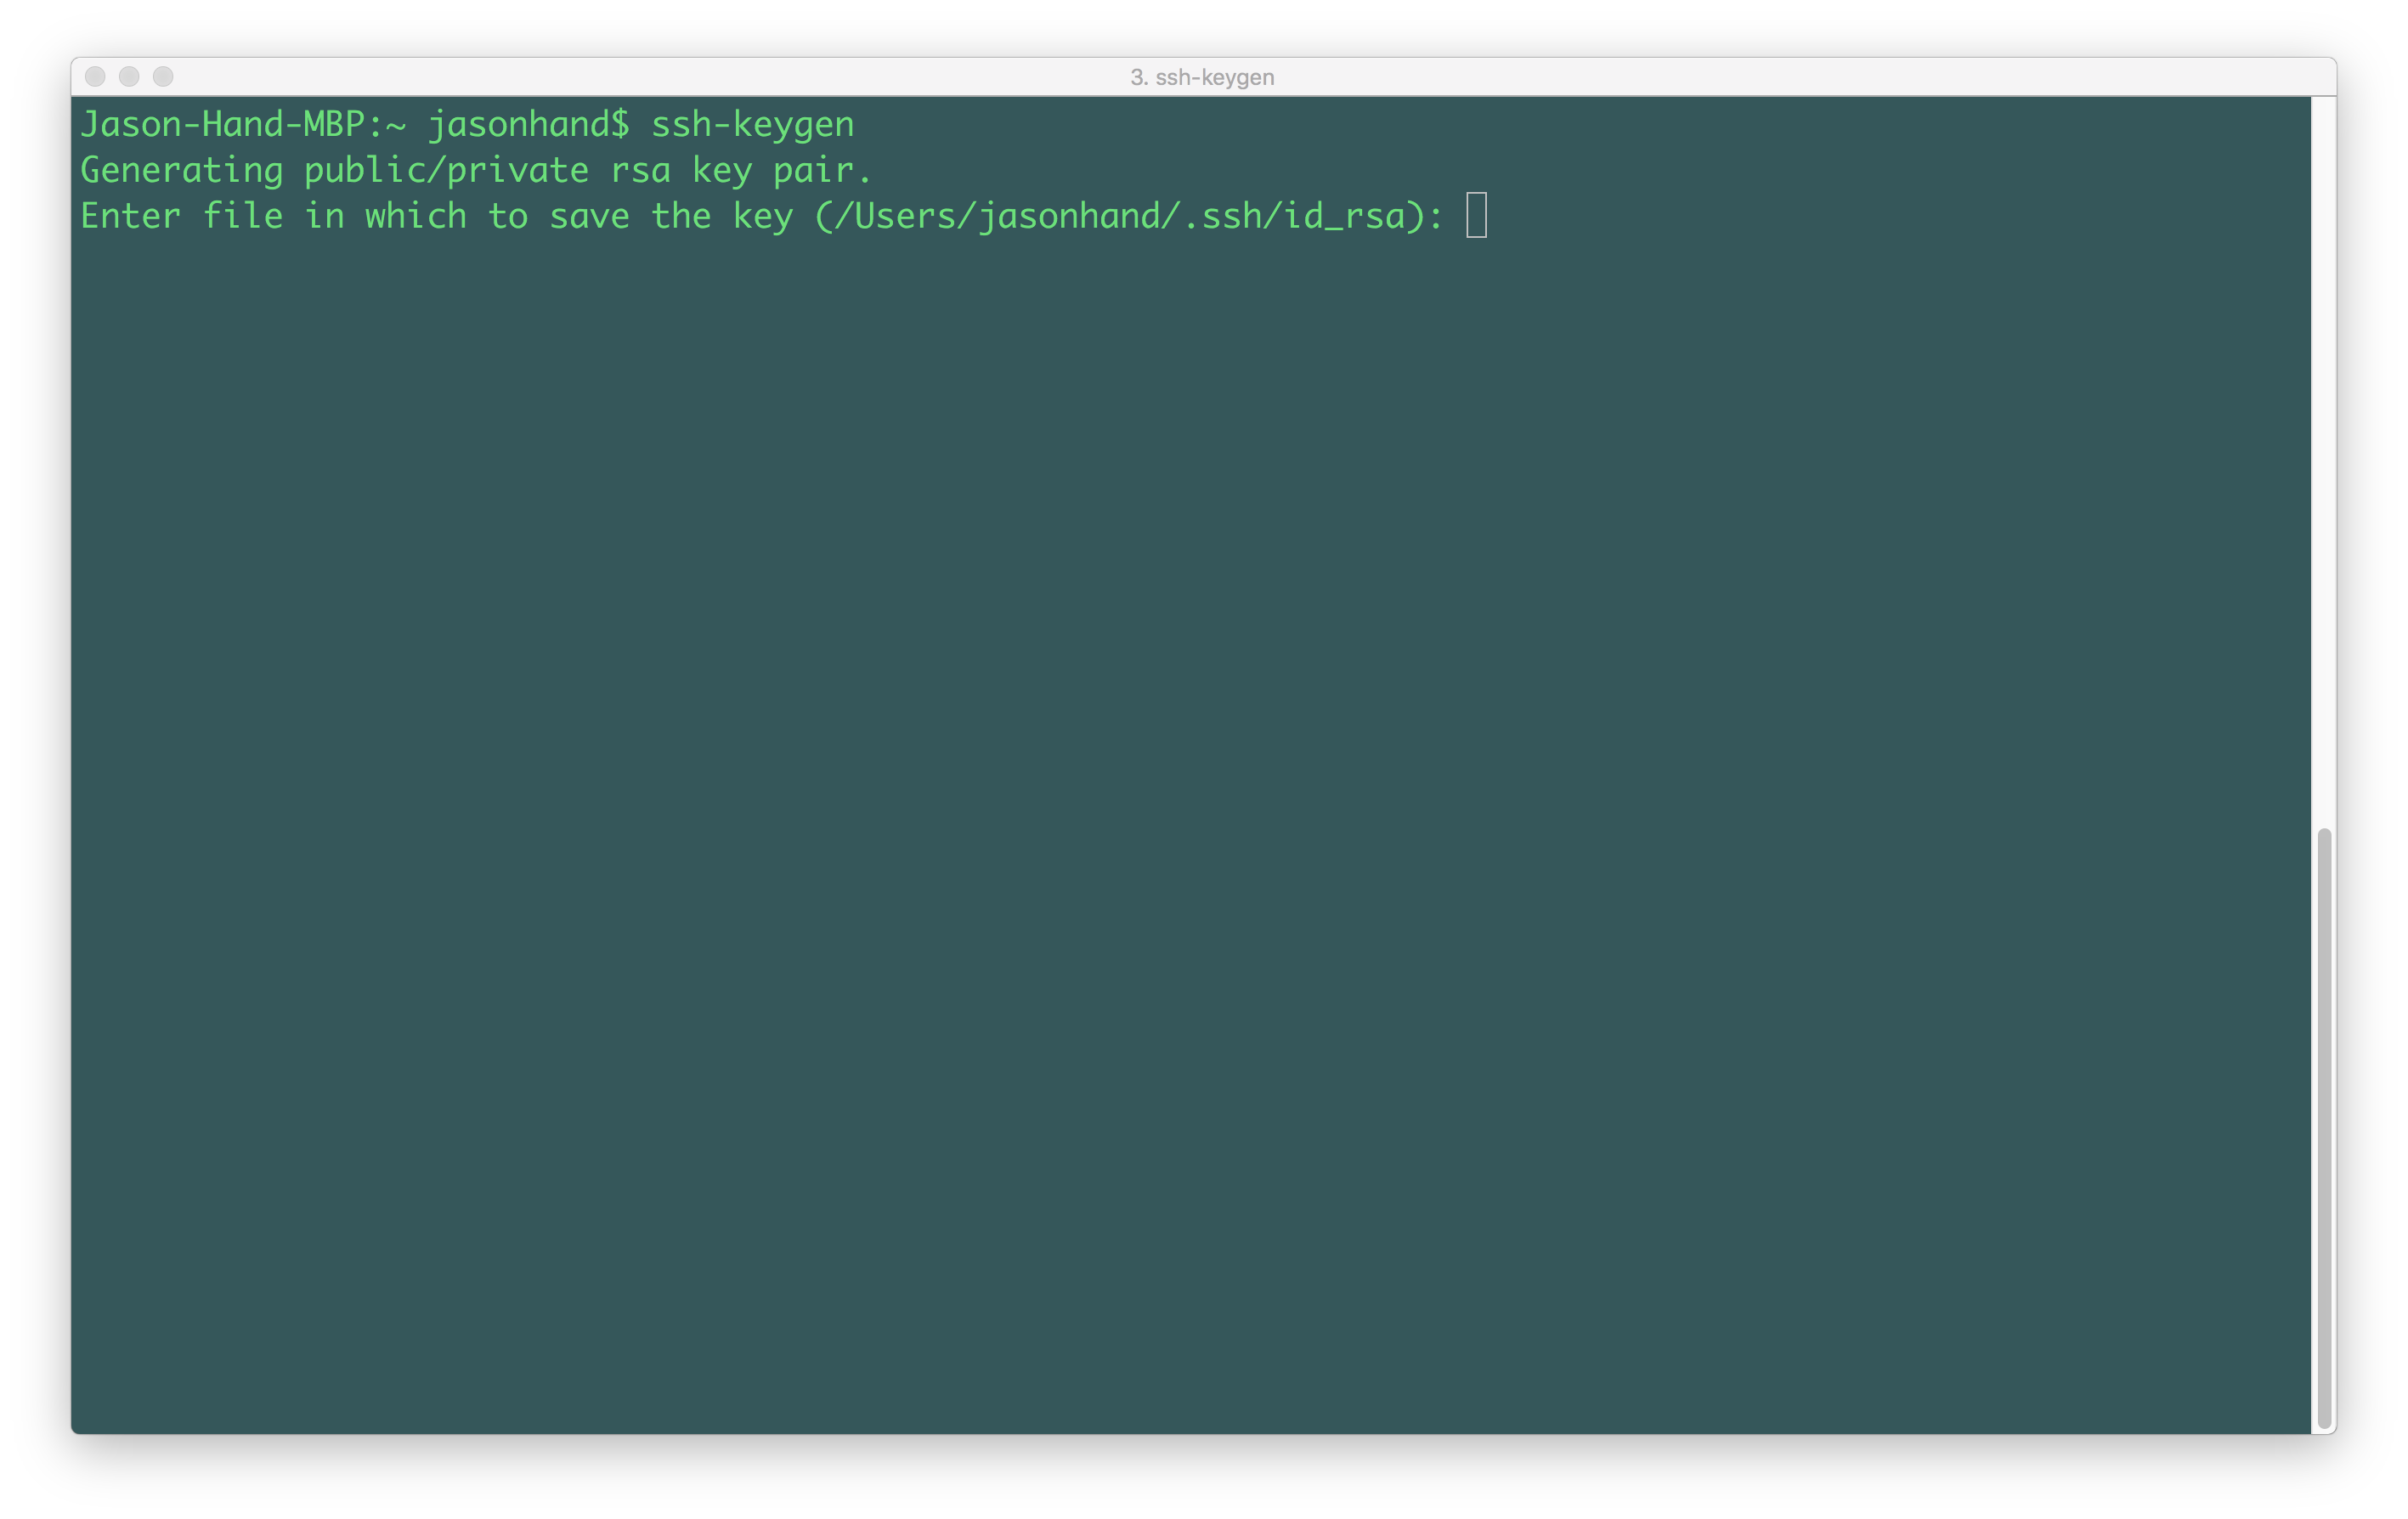 3. ssh-keygen
Jason-Hand-MBP:~ jasonhand$ ssh-keygen
Generating public/private rsa key pair.
Enter file in which to save the key (/Users/jasonhand/.ssh/id_rsa):